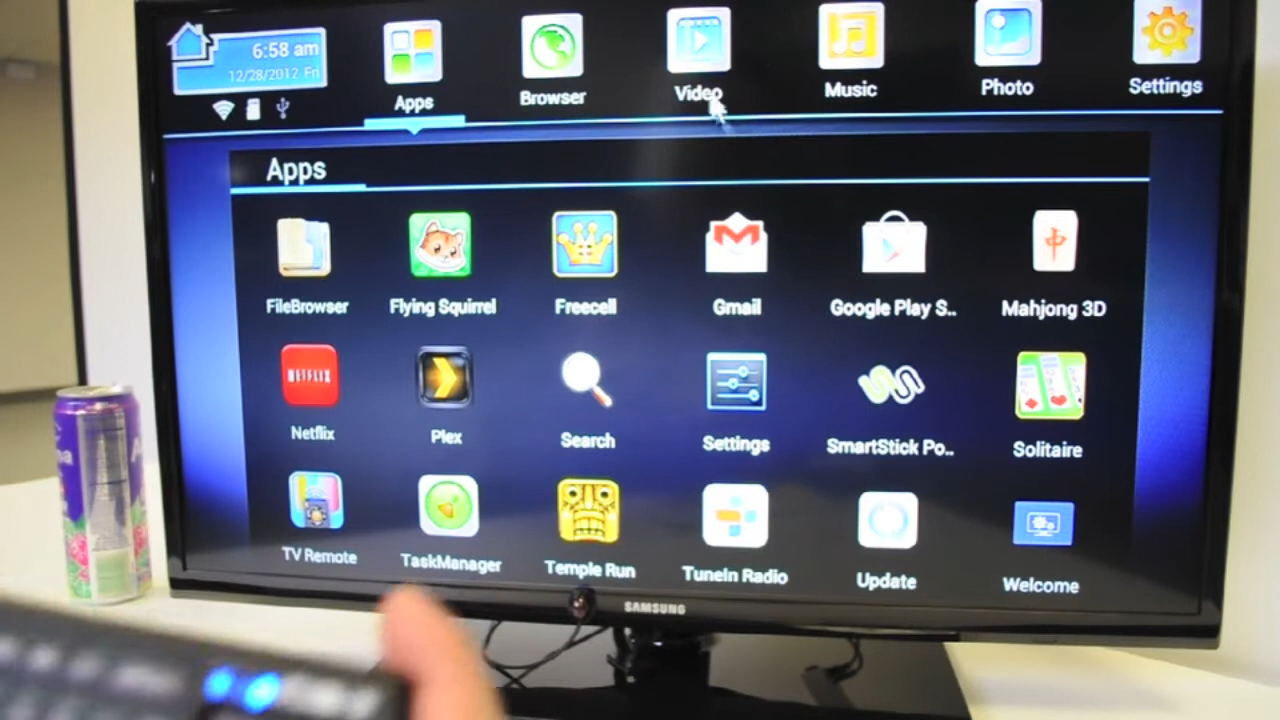 6:58 am
12/28/2012 Fri
Apps
Browser
Video
Music
Photo
Settings
Apps
FileBrowser
Flying Squirrel
Freecell
Gmail
Google Play S..
Mahjong 3D
NETFLIX
Netflix
Plex
Search
Settings
SmartStick Po..
Solitaire
TV Remote
TaskManager
Temple Run
TuneIn Radio
Update
Welcome
SAMSUNG